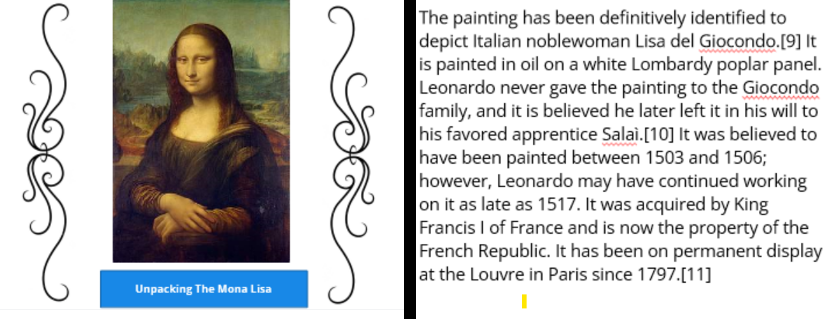 Unpacking The Mona Lisa
The painting has been definitively identified to
depict Italian noblewoman Lisa del Giocondo.[9] It
is painted in oil on a white Lombardy poplar panel.
Leonardo never gave the painting to the Giocondo
family, and it is believed he later left it in his will to
his favored apprentice Salaì.[10] It was believed to
have been painted between 1503 and 1506;
however, Leonardo may have continued working
on it as late as 1517. It was acquired by King
Francis I of France and is now the property of the
French Republic. It has been on permanent display
at the Louvre in Paris since 1797.[11]